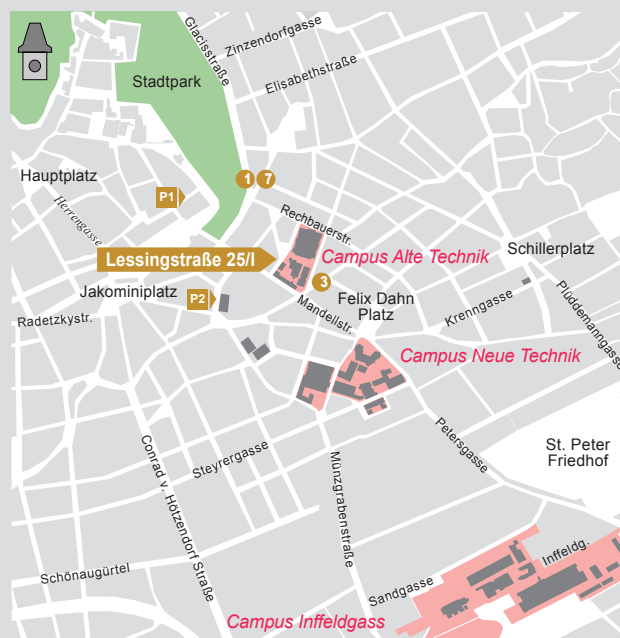 Glacisstraße
Zinzendorfgasse
Elisabethstraße
Stadtpark
Hauptplatz
1
7
P1
Herrengasse
Rechbauerstr.
Lessingstraße 25/I
Campus Alte Technik
Schillerplatz
3
Jakominiplatz
P2
Felix Dahn
Platz
Mandellstr.
Krenngasse
Plüddemanngasse
Radetzkystr.
Campus Neue Technik
Petersgasse
St. Peter
Friedhof
Steyrergasse
Conrad v. Hötzendorf Straße
Münzgrabenstraße
Inffeldg.
Schönaugürtel
Sandgasse
Campus Inffeldgass